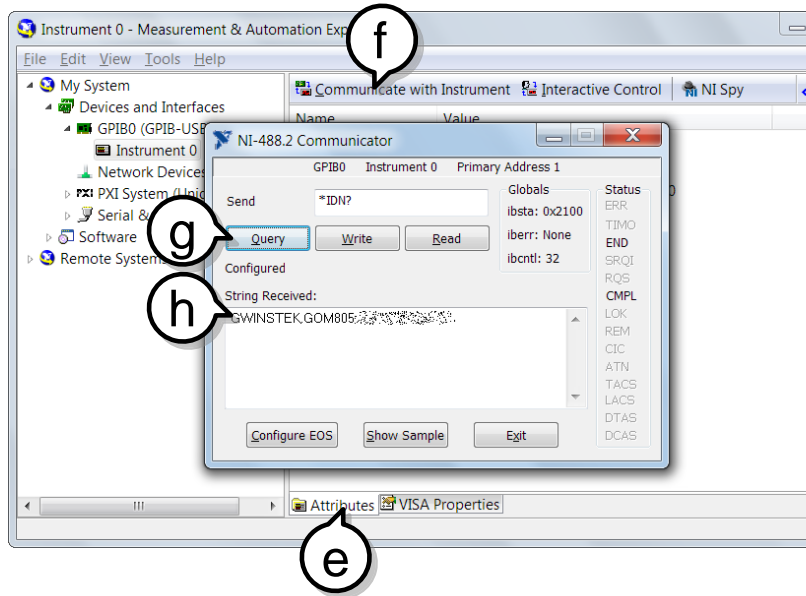 Instrument 0 - Measurement & Automation Exp
f
File Edit View Tools Help
My System
Devices and Interfaces
GPIB0 (GPIB-USB
Instrument 0
Network Devices
PXI PXI System (Unid
Serial &
Software
Remote Systems
Communicate with Instrument Interactive Control NI Spy
Name Value
NI-488.2 Communicator
GPIB0 Instrument 0 Primary Address 1
Send *IDN?
Query Write Read
Configured
String Received:
GWINSTEK,GOM805
Globals
ibsta: 0x2100
iberr: None
ibcntl: 32
Status
ERR
TIMO
END
SRQI
RQS
CMPL
LOK
REM
CIC
ATN
TACS
LACS
DTAS
DCAS
Configure EOS Show Sample Exit
g
h
Attributes VISA Properties
e